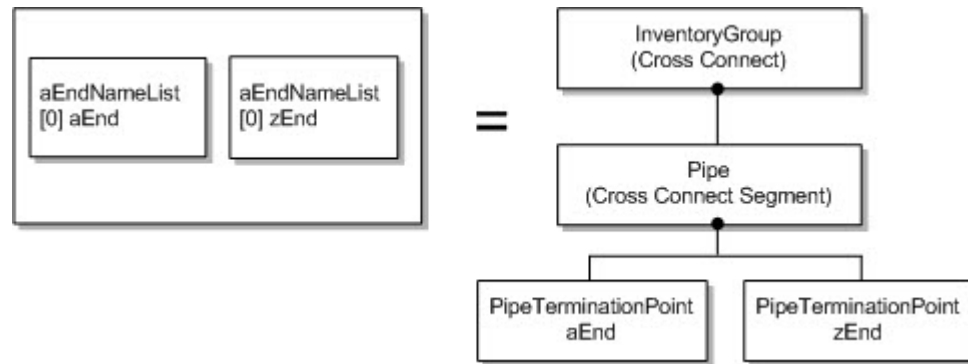 aEndNameList
[0] aEnd
aEndNameList
[0] zEnd
=
InventoryGroup
(Cross Connect)
Pipe
(Cross Connect Segment)
PipeTerminationPoint
aEnd
PipeTerminationPoint
zEnd